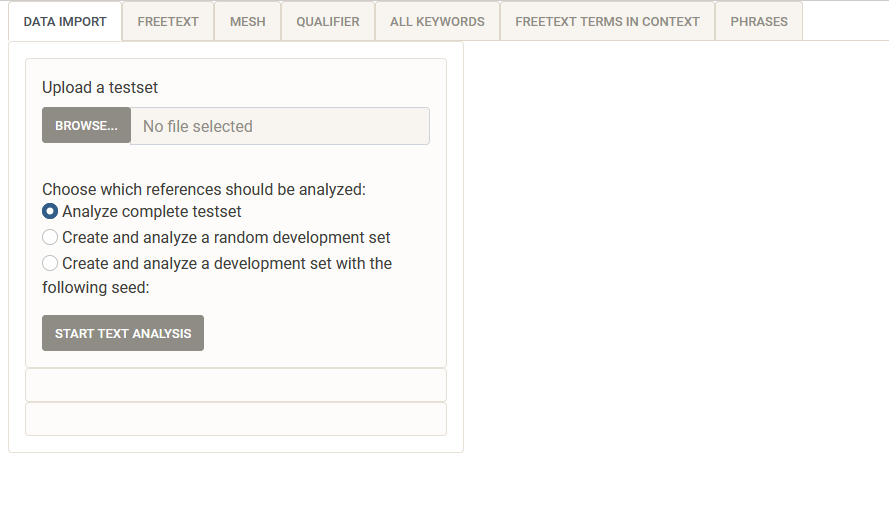 DATA IMPORT FREETEXT MESH QUALIFIER ALL KEYWORDS FREETEXT TERMS IN CONTEXT PHRASES
Upload a testset
BROWSE... No file selected
Choose which references should be analyzed:
Analyze complete testset
Create and analyze a random development set
Create and analyze a development set with the
following seed:
START TEXT ANALYSIS